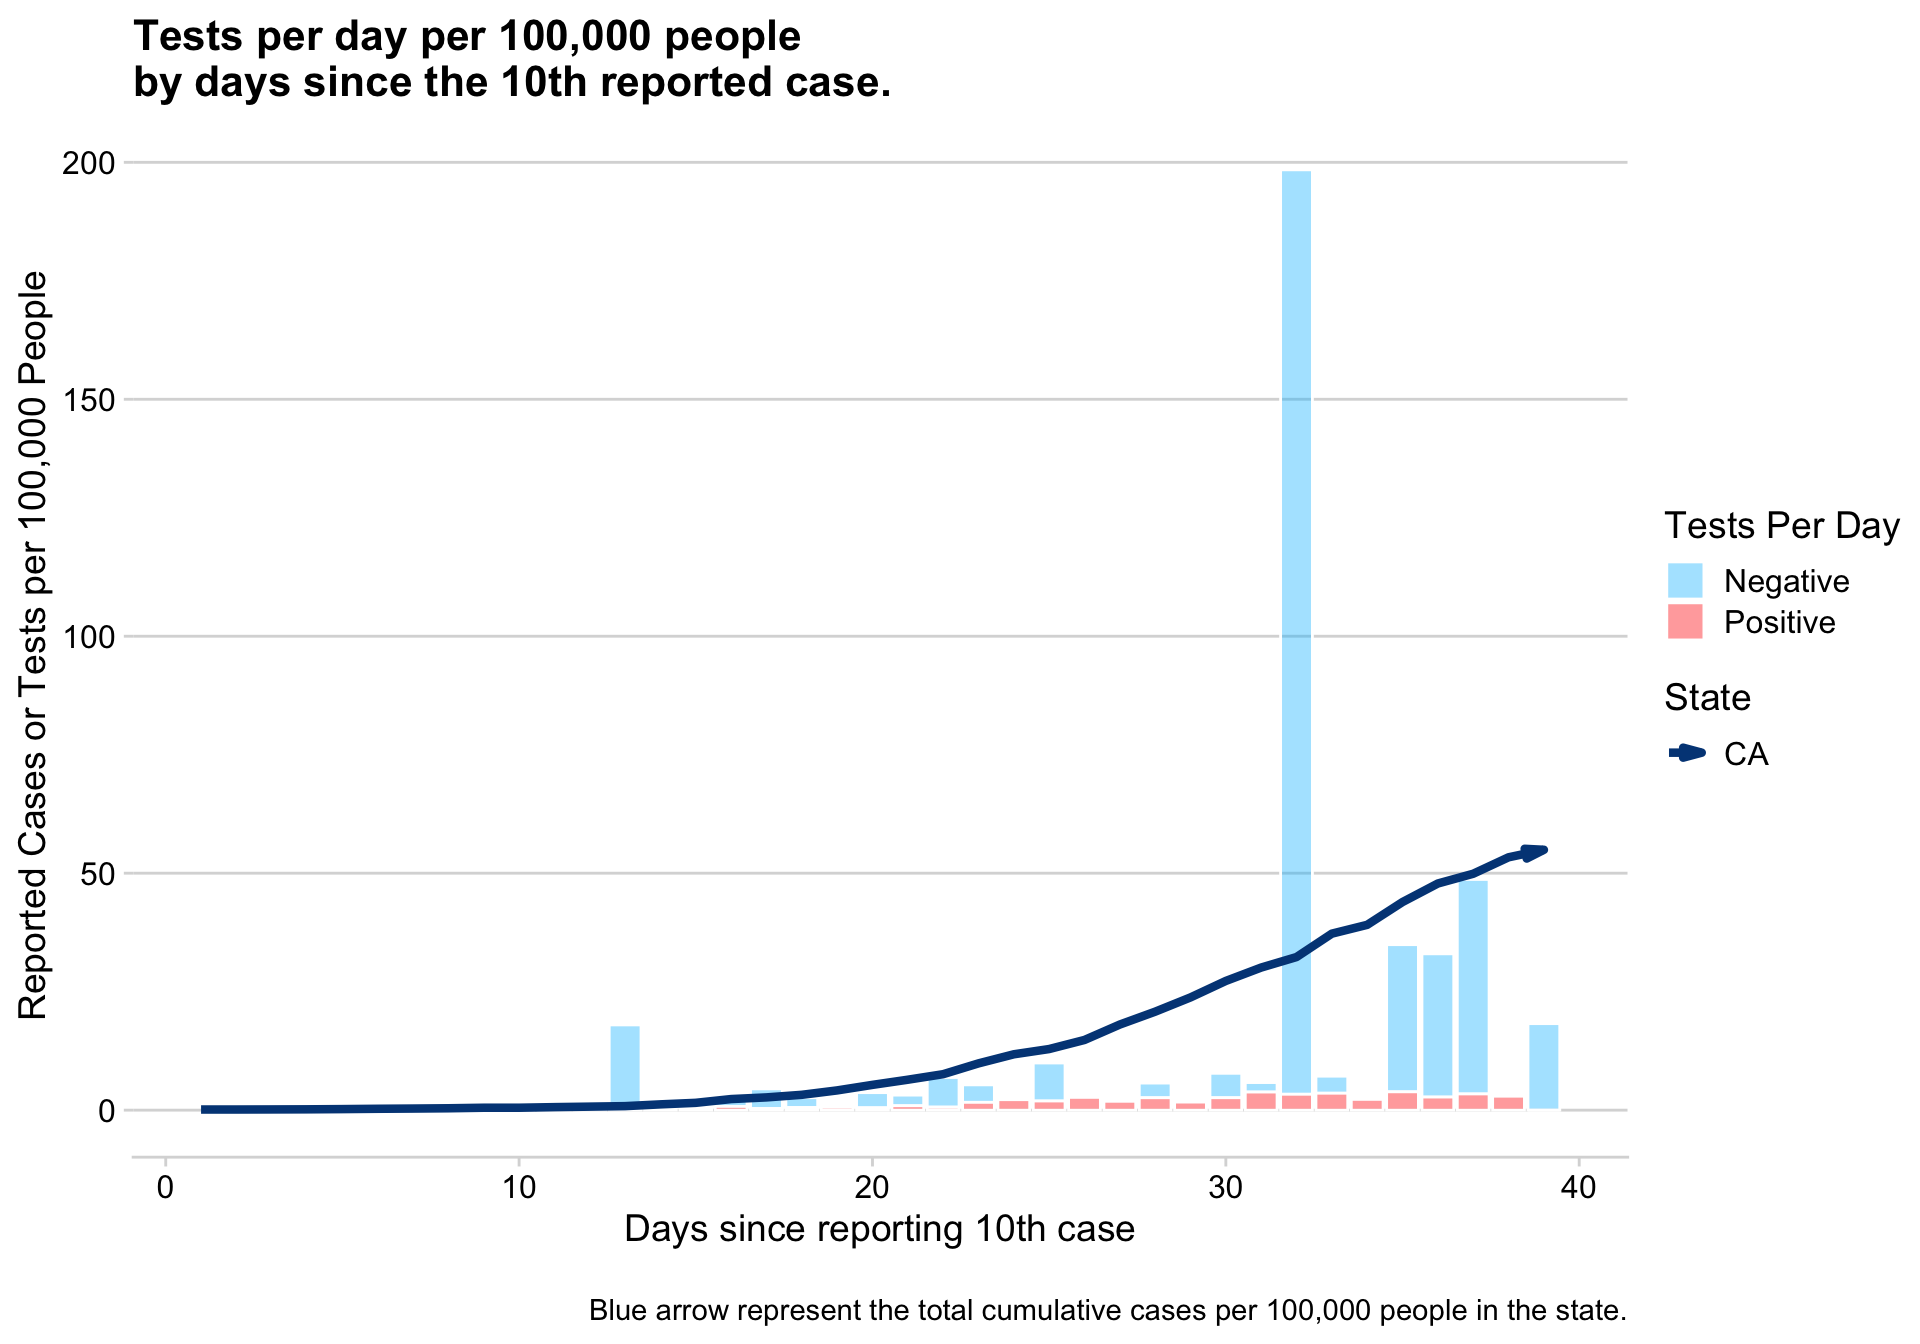 Tests per day per 100,000 people
by days since the 10th reported case.
Reported Cases or Tests per 100,000 People
200
150
100
50
0
0
10
20
30
40
Days since reporting 10th case
Tests Per Day
Negative
Positive
State
CA
Blue arrow represent the total cumulative cases per 100,000 people in the state.